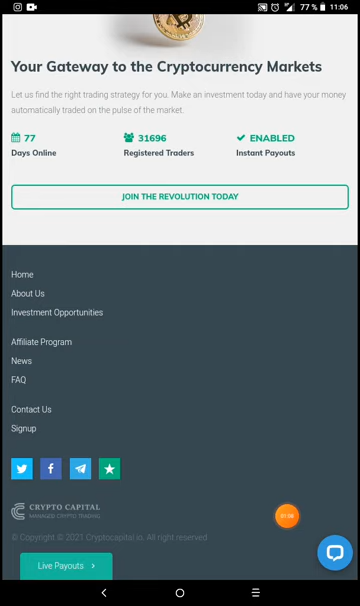 77 % 11:06
Your Gateway to the Cryptocurrency Markets
Let us find the right trading strategy for you. Make an investment today and have your money
automatically traded on the pulse of the market.
77 31696 ENABLED
Days Online Registered Traders Instant Payouts
JOIN THE REVOLUTION TODAY
Home
About Us
Investment Opportunities
Affiliate Program
News
FAQ
Contact Us
Signup
CRYPTO CAPITAL
MANAGED CRYPTO TRADING
© Copyright © 2021 Cryptocapital.io. All right reserved
Live Payouts